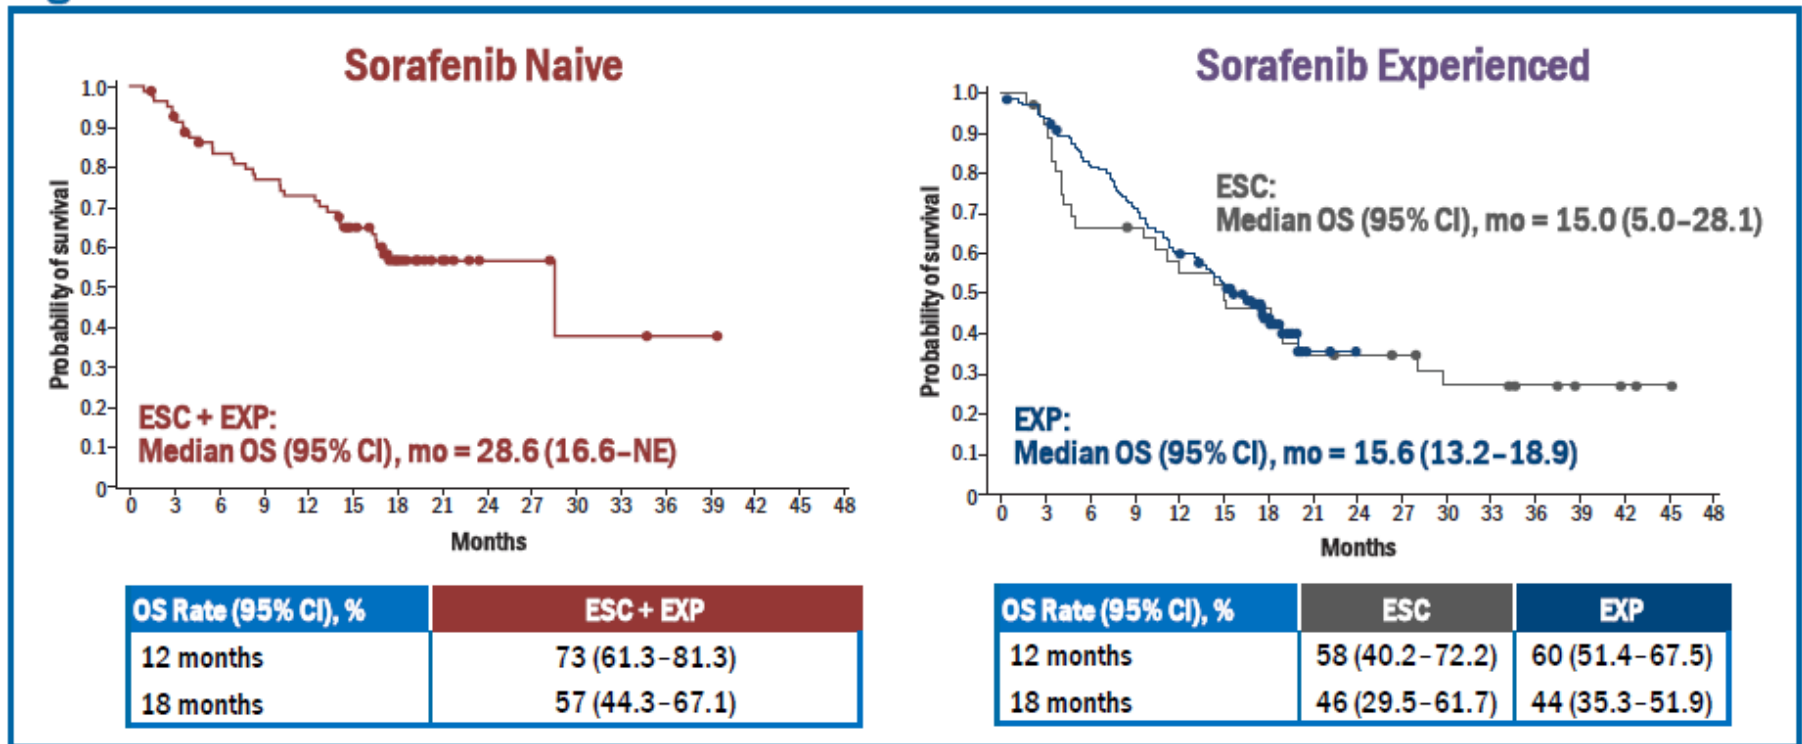 Sorafenib Naive
Probability of survival
1.0
0.9
0.8
0.7
0.6
0.5
0.4
0.3
0.2
0.1
0
ESC + EXP:
Median OS (95% CI), mo = 28.6 (16.6–NE)
0 3 6 9 12 15 18 21 24 27 30 33 36 39 42 45 48
Months
OS Rate (95% CI), % ESC + EXP
12 months 73 (61.3–81.3)
18 months 57 (44.3–67.1)
Sorafenib Experienced
Probability of survival
1.0
0.9
0.8
0.7
0.6
0.5
0.4
0.3
0.2
0.1
0
ESC:
Median OS (95% CI), mo = 15.0 (5.0–28.1)
EXP:
Median OS (95% CI), mo = 15.6 (13.2–18.9)
0 3 6 9 12 15 18 21 24 27 30 33 36 39 42 45 48
Months
OS Rate (95% CI), % ESC EXP
12 months 58 (40.2–72.2) 60 (51.4–67.5)
18 months 46 (29.5–61.7) 44 (35.3–51.9)